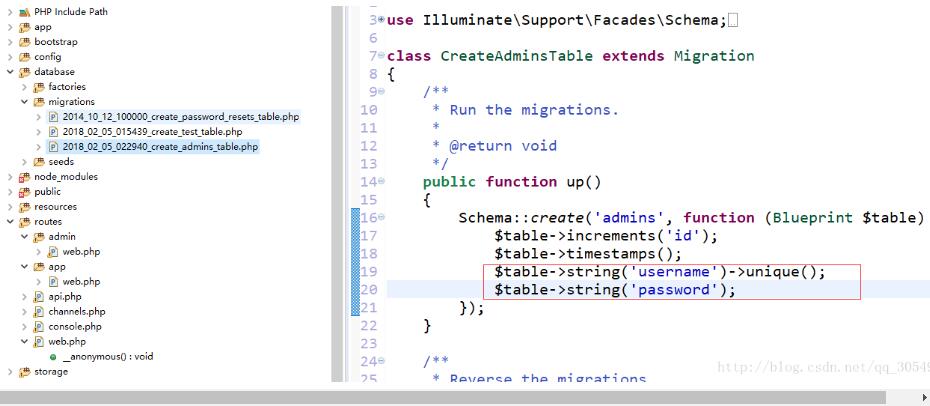 PHP Include Path
app
bootstrap
config
database
factories
migrations
2014_10_12_100000_create_password_resets_table.php
2018_02_05_015439_create_test_table.php
2018_02_05_022940_create_admins_table.php
seeds
node_modules
public
resources
routes
admin
web.php
app
web.php
api.php
channels.php
console.php
web.php
__anonymous() : void
storage
3 use Illuminate\Support\Facades\Schema;
6
7 class CreateAdminsTable extends Migration
8 {
9 /**
10 * Run the migrations.
11 *
12 * @return void
13 */
14 public function up()
15 {
16 Schema::create('admins', function (Blueprint $table)
17 $table->increments('id');
18 $table->timestamps();
19 $table->string('username')->unique();
20 $table->string('password');
21 });
22 }
23
24 /**
25 * Reverse the migrations
http://blog.csdn.net/qq_30549